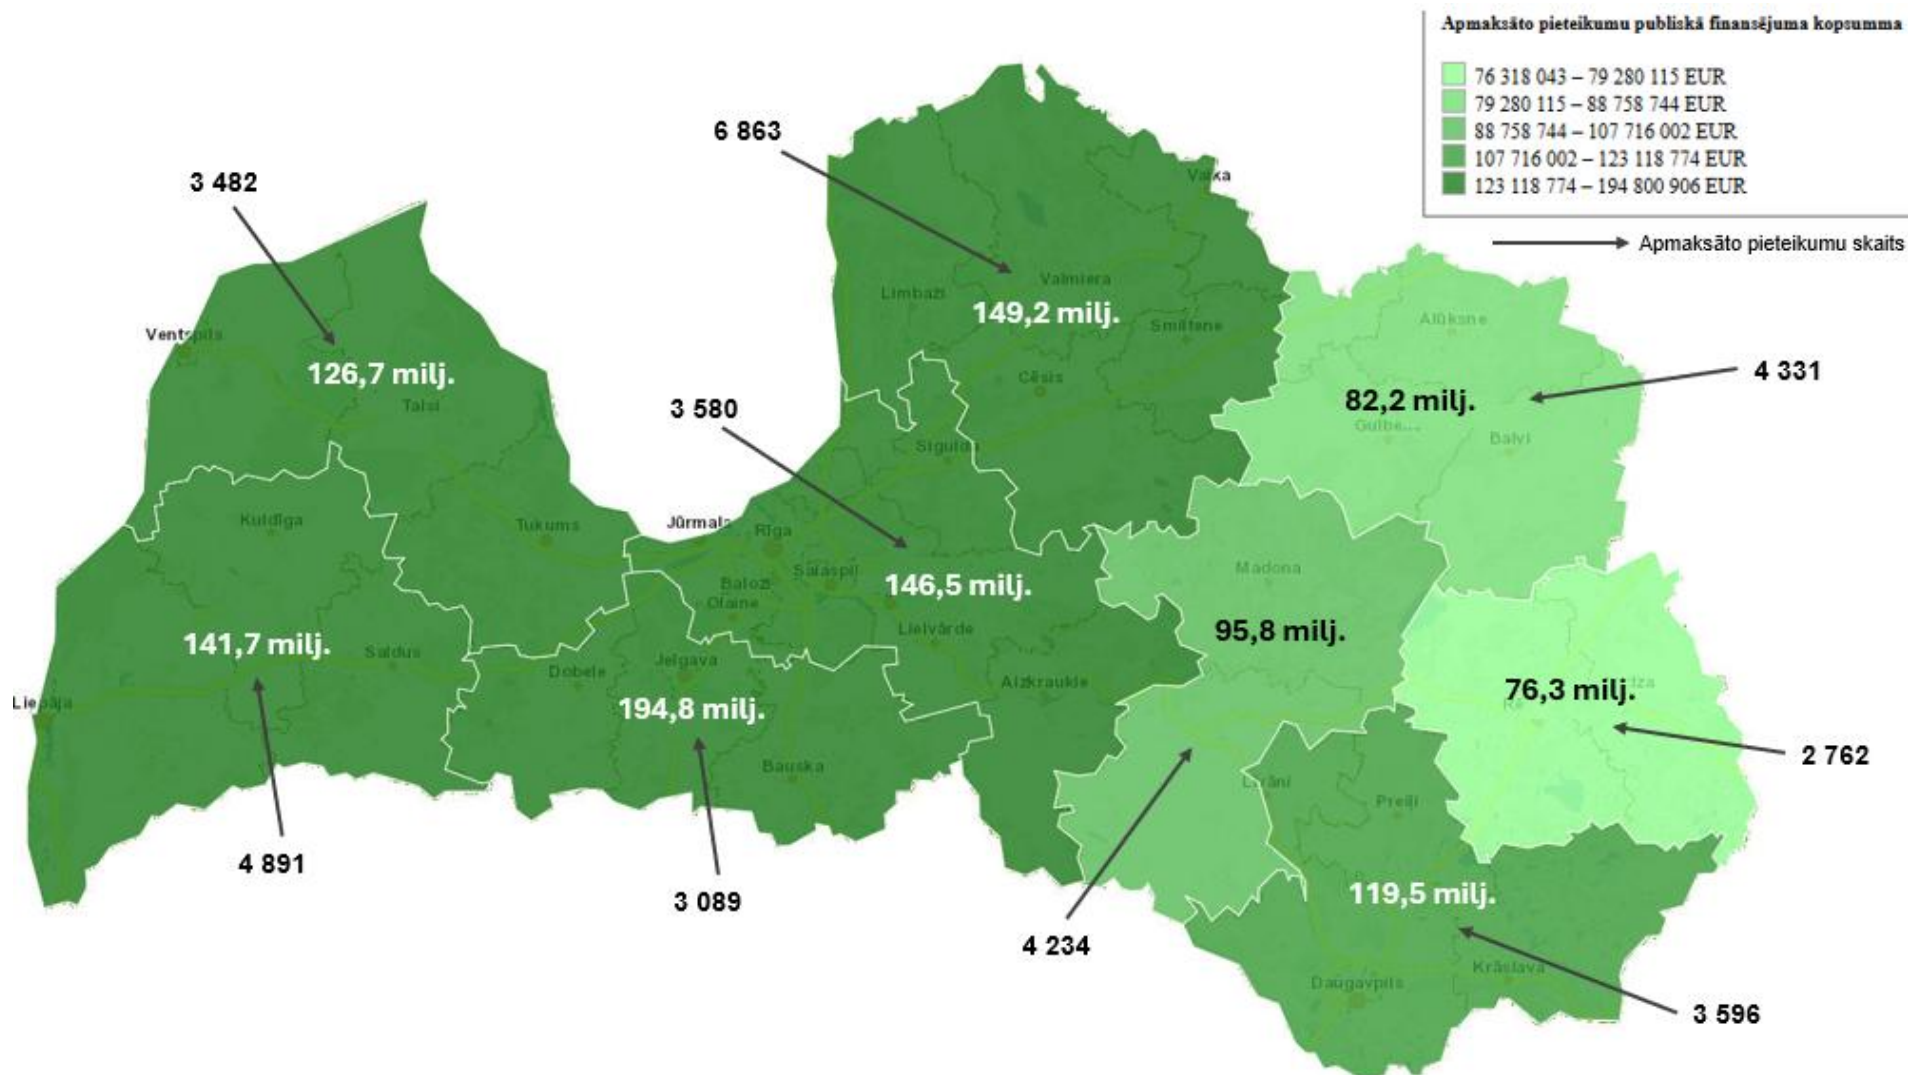 Apmaksāto pieteikumu publiskā finansējuma kopsumma
76 318 043 – 79 280 115 EUR
79 280 115 – 88 758 744 EUR
88 758 744 – 107 716 002 EUR
107 716 002 – 123 118 774 EUR
123 118 774 – 194 800 906 EUR
Apmaksāto pieteikumu skaits
6 863
3 482
Valka
Valmiera
Limbaži
149,2 milj.
Smiltene
Alūksne
Ventspils
126,7 milj.
Talsi
4 331
Cēsis
82,2 milj.
3 580
Balvi
Sigulda
Kuldīga
Tukums
Jūrmala
Rīga
Madona
Salaspil
Baloži
146,5 milj.
Olaine
Lielvārde
95,8 milj.
141,7 milj.
Saldus
Dobele
Jelgava
Aizkraukle
76,3 milj.
Liepāja
194,8 milj.
2 762
Bauska
Preiļi
4 891
3 089
119,5 milj.
4 234
Krāslava
Daugavpils
3 596